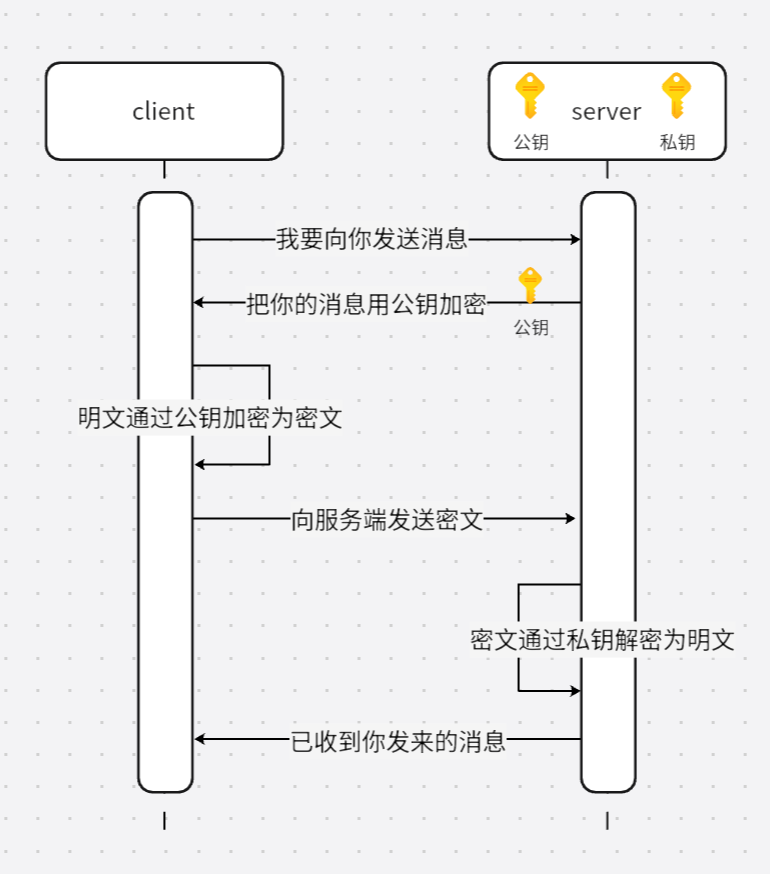 client
server
公钥
私钥
我要向你发送消息
把你的消息用公钥加密
公钥
明文通过公钥加密为密文
向服务端发送密文
密文通过私钥解密为明文
已收到你发来的消息